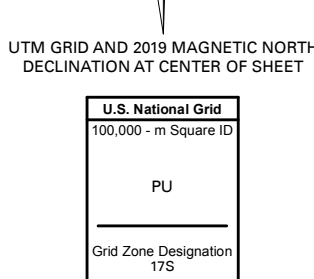 UTM GRID AND 2019 MAGNETIC NORTH
DECLINATION AT CENTER OF SHEET
U.S. National Grid
100,000 - m Square ID
PU
Grid Zone Designation
17S